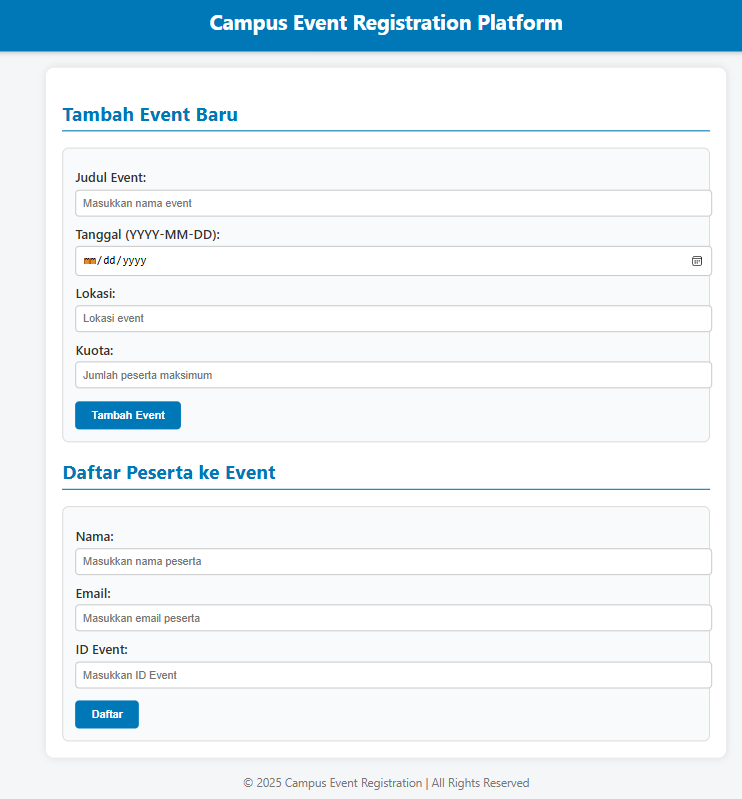 Campus Event Registration Platform
Tambah Event Baru
Judul Event:
Masukkan nama event
Tanggal (YYYY-MM-DD):
mm/dd/yyyy
Lokasi:
Lokasi event
Kuota:
Jumlah peserta maksimum
Tambah Event
Daftar Peserta ke Event
Nama:
Masukkan nama peserta
Email:
Masukkan email peserta
ID Event:
Masukkan ID Event
Daftar
© 2025 Campus Event Registration | All Rights Reserved